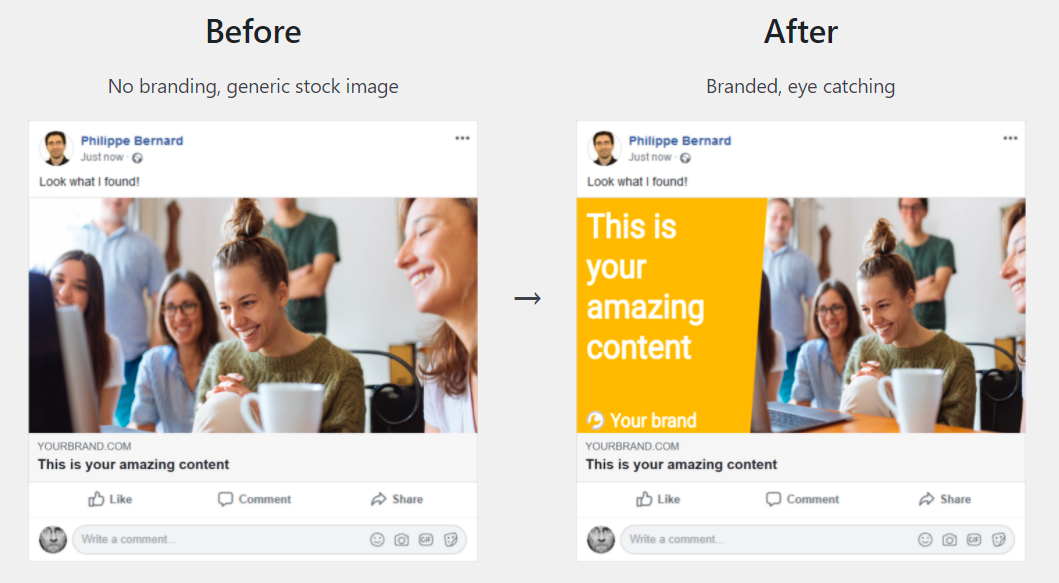 Before
No branding, generic stock image
Philippe Bernard
Just now ·
Look what I found!
YOURBRAND.COM
This is your amazing content
Like
Comment
Share
Write a comment...
GIF
→
After
Branded, eye catching
Philippe Bernard
Just now ·
Look what I found!
This is
your
amazing
content
Your brand
YOURBRAND.COM
This is your amazing content
Like
Comment
Share
Write a comment...
GIF